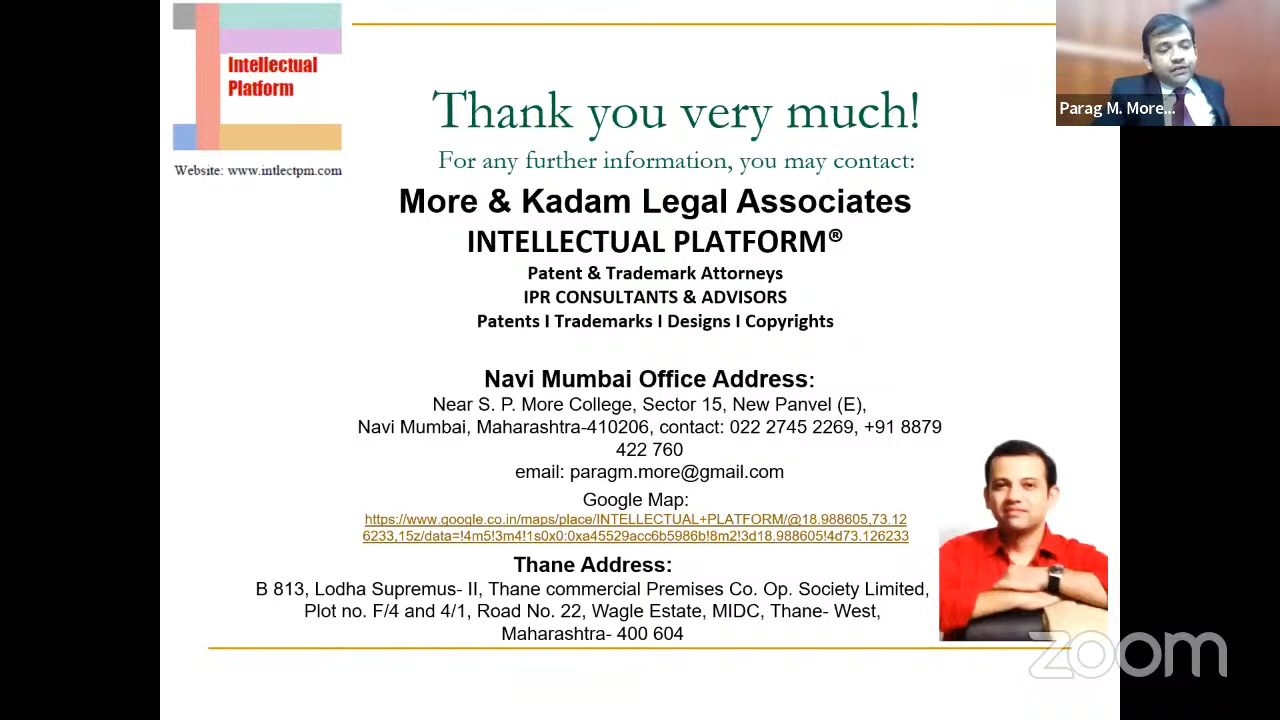 Intellectual
Platform
Website: www.intlectpm.com
Thank you very much!
For any further information, you may contact:
More & Kadam Legal Associates
INTELLECTUAL PLATFORM®
Patent & Trademark Attorneys
IPR CONSULTANTS & ADVISORS
Patents I Trademarks I Designs I Copyrights
Navi Mumbai Office Address:
Near S. P. More College, Sector 15, New Panvel (E),
Navi Mumbai, Maharashtra-410206, contact: 022 2745 2269, +91 8879
422 760
email: paragm.more@gmail.com
Google Map:
https://www.google.co.in/maps/place/INTELLECTUAL+PLATFORM/@18.988605,73.12
6233,15z/data=!4m5!3m4!1s0x0:0xa45529acc6b5986b!8m2!3d18.988605!4d73.126233
Thane Address:
B 813, Lodha Supremus- II, Thane commercial Premises Co. Op. Society Limited,
Plot no. F/4 and 4/1, Road No. 22, Wagle Estate, MIDC, Thane- West,
Maharashtra- 400 604
Parag M. More...
zoom